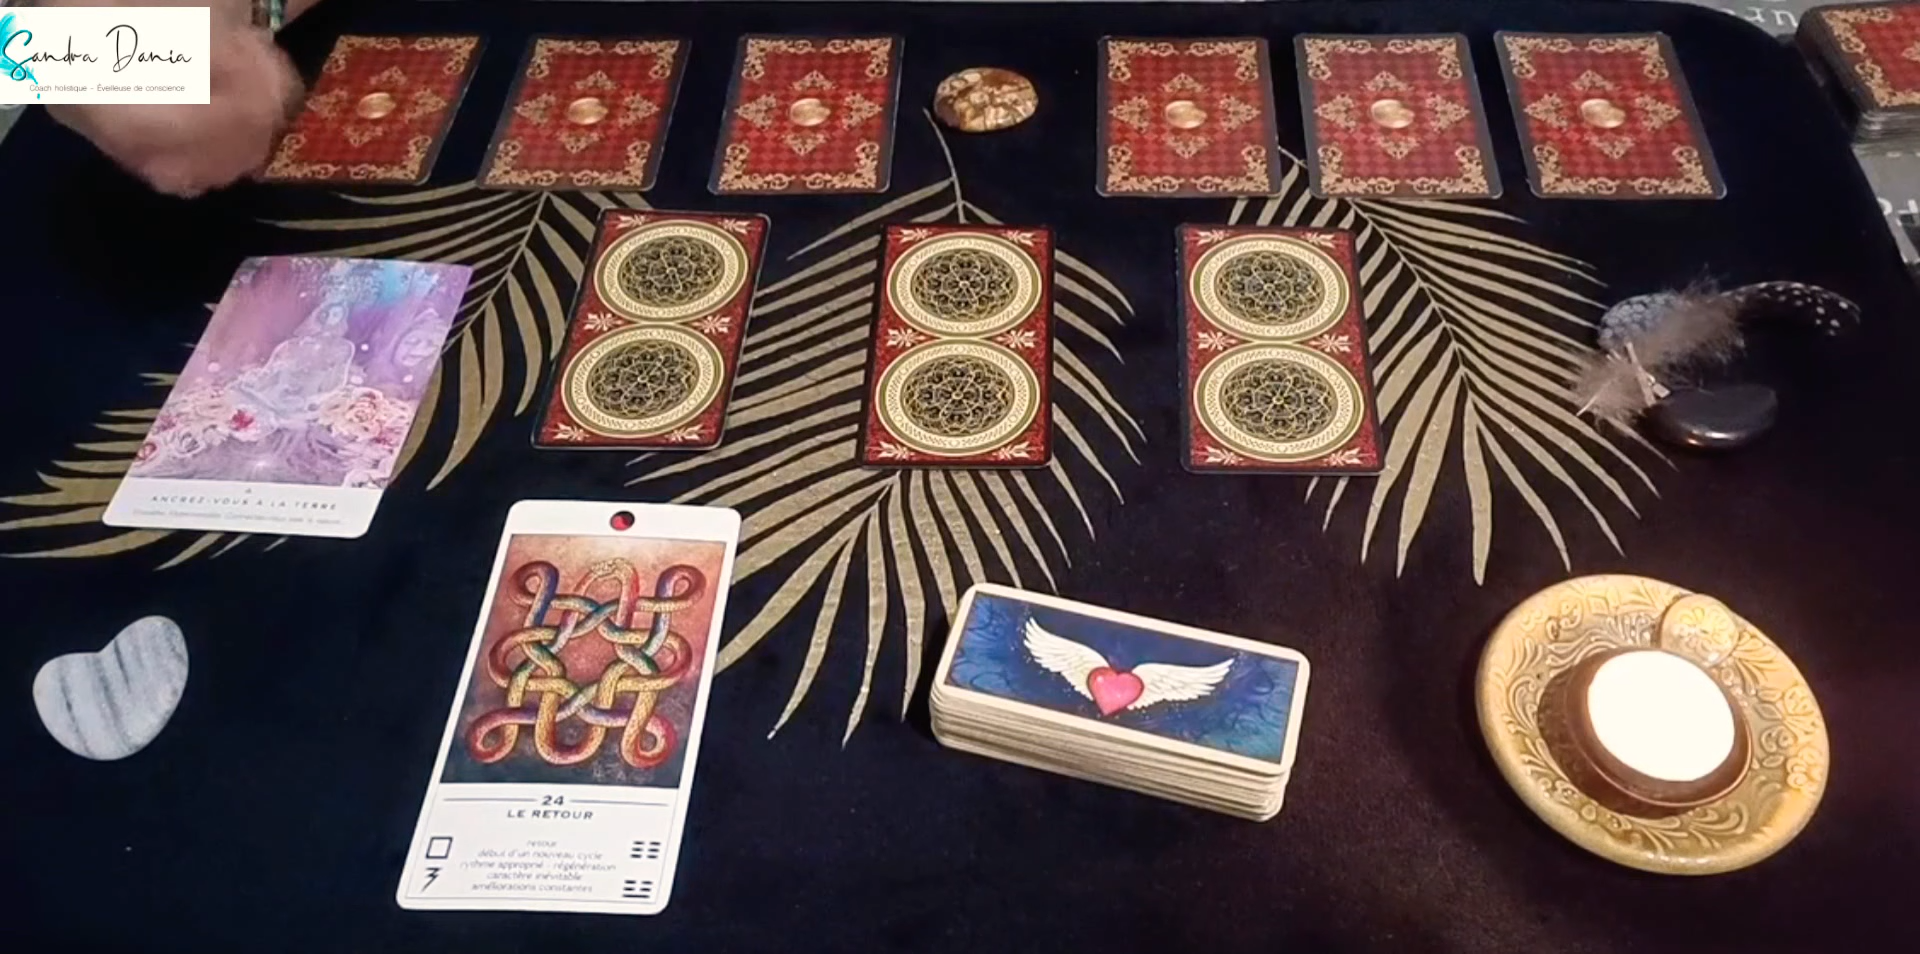 Sandra Dania
Coach holistique - Éveilleuse de conscience
ANCREZ-VOUS À LA TERRE
24
LE RETOUR
retour
début d'un nouveau cycle
rythme approprié - régénération
caractère inévitable
améliorations constantes